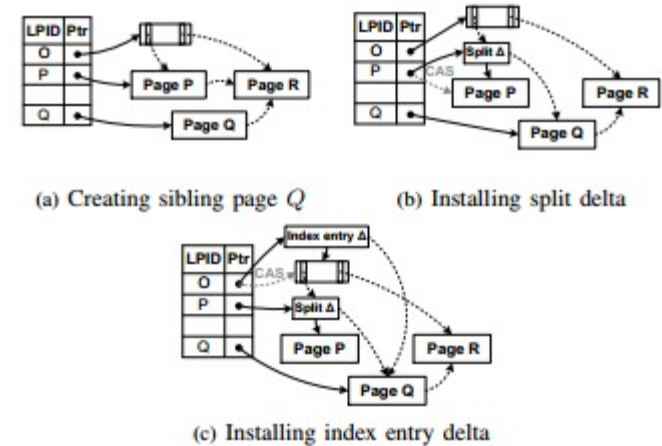 LPID Ptr
O
P
Q
Page P
Page R
Page Q
(a) Creating sibling page Q
LPID Ptr
O
P
Q
CAS
Split Δ
Page P
Page R
Page Q
(b) Installing split delta
LPID Ptr
O
P
Q
Index entry Δ
CAS
Split Δ
Page P
Page R
Page Q
(c) Installing index entry delta